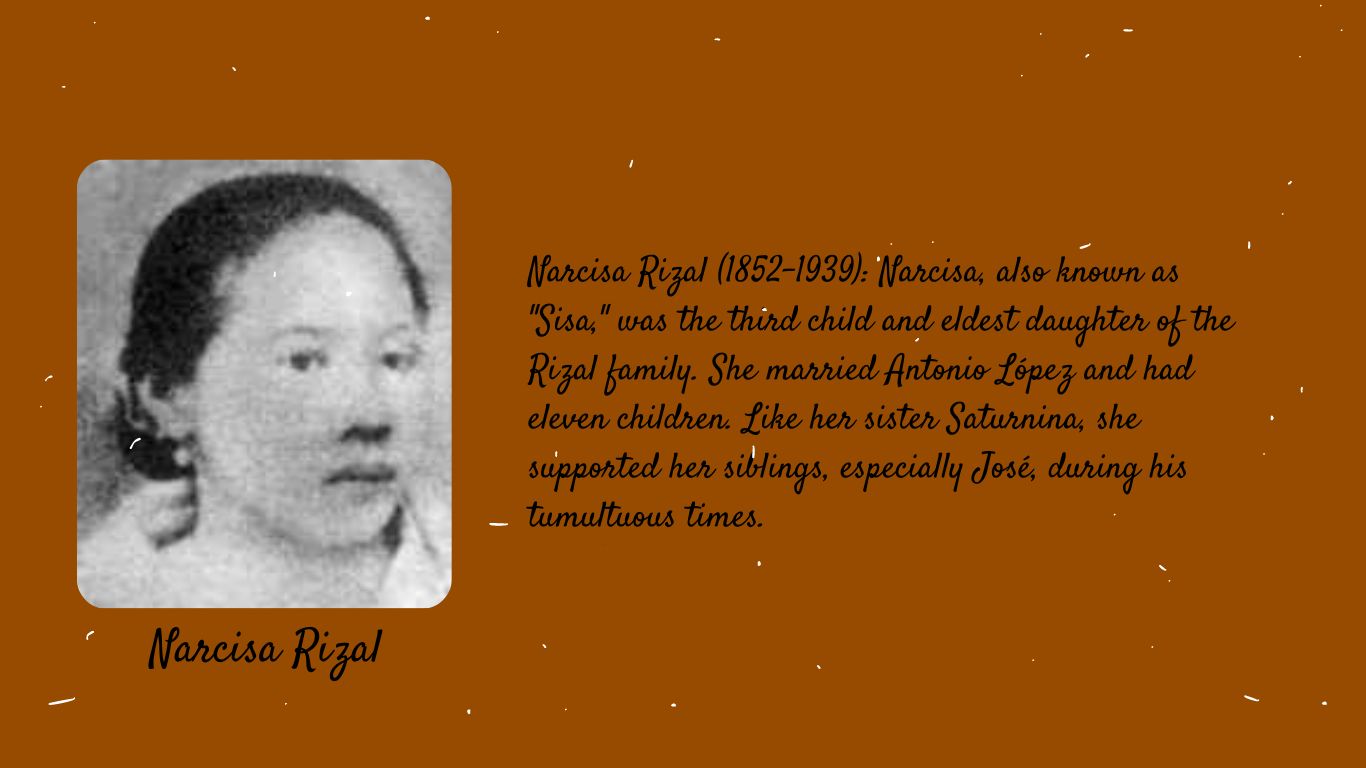 Narcisa Rizal (1852-1939): Narcisa, also known as
"Sisa," was the third child and eldest daughter of the
Rizal family. She married Antonio López and had
eleven children. Like her sister Saturnina, she
supported her siblings, especially José, during his
tumultuous times.
Narcisa Rizal